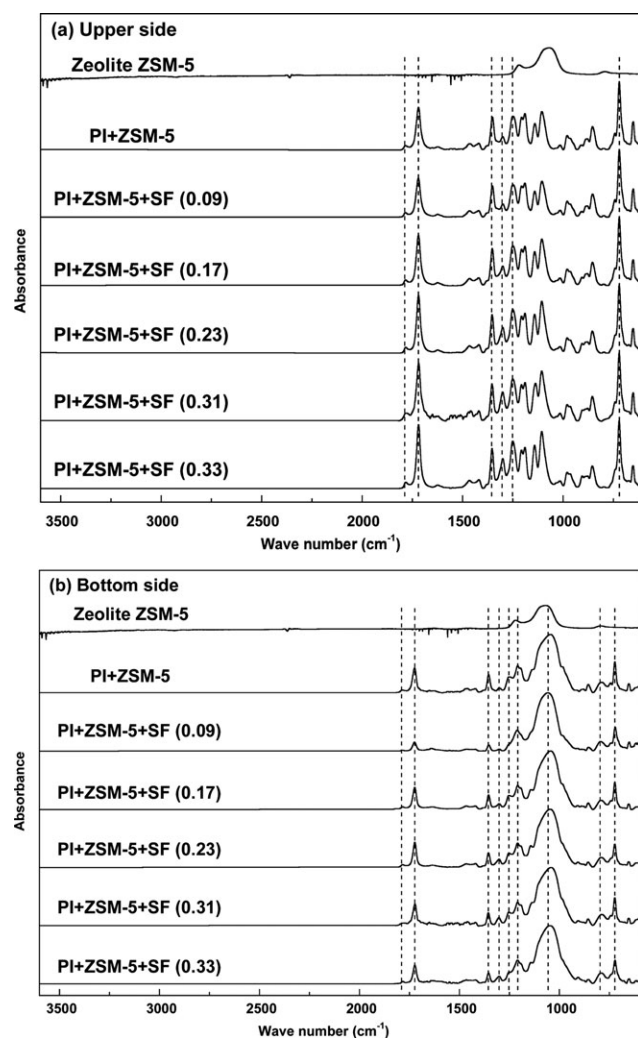 (a) Upper side
Zeolite ZSM-5
PI+ZSM-5
PI+ZSM-5+SF (0.09)
PI+ZSM-5+SF (0.17)
PI+ZSM-5+SF (0.23)
PI+ZSM-5+SF (0.31)
PI+ZSM-5+SF (0.33)
Absorbance
3500 3000 2500 2000 1500 1000
Wave number (cm⁻¹)
(b) Bottom side
Zeolite ZSM-5
PI+ZSM-5
PI+ZSM-5+SF (0.09)
PI+ZSM-5+SF (0.17)
PI+ZSM-5+SF (0.23)
PI+ZSM-5+SF (0.31)
PI+ZSM-5+SF (0.33)
Absorbance
3500 3000 2500 2000 1500 1000
Wave number (cm⁻¹)